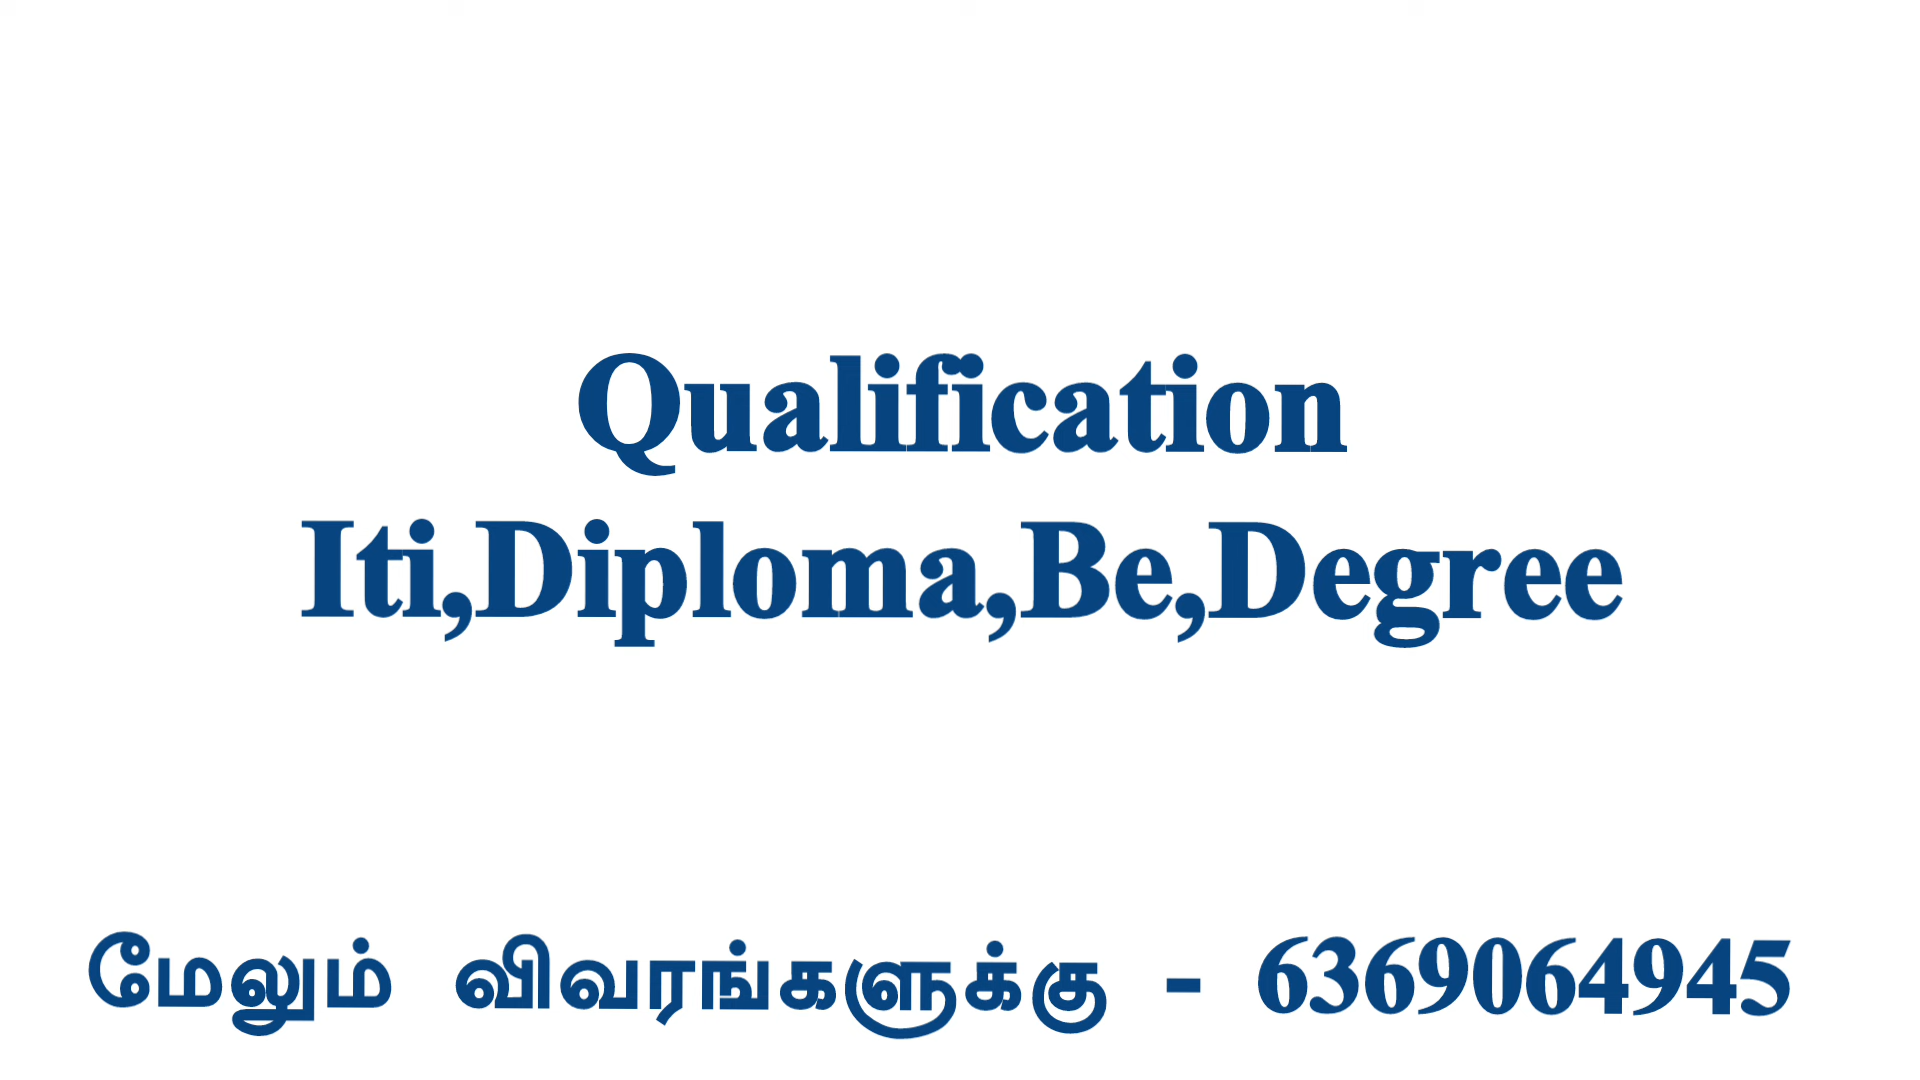 Qualification
Iti,Diploma,Be,Degree
மேலும் விவரங்களுக்கு - 6369064945